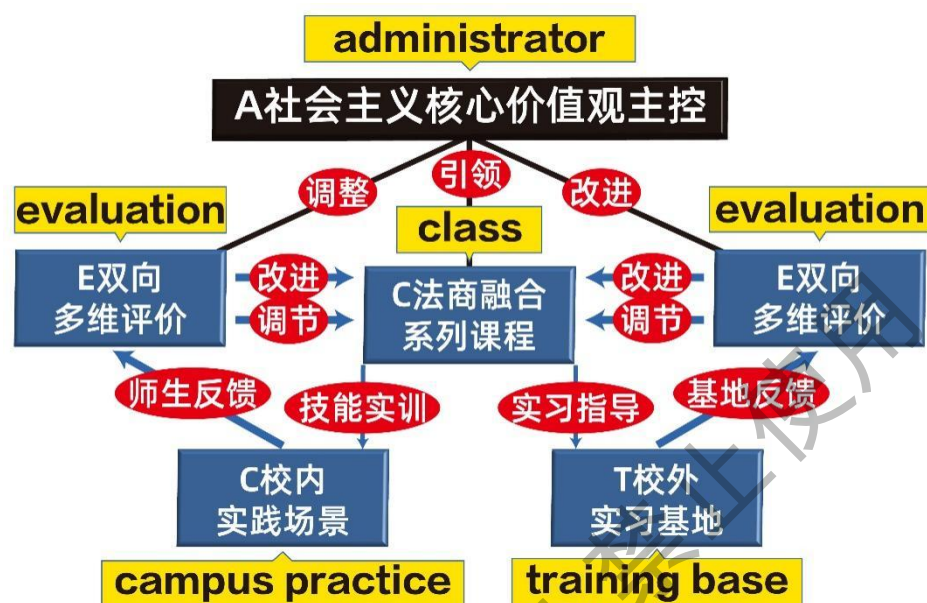 administrator
A社会主义核心价值观主控
调整
引领
改进
evaluation
class
evaluation
E双向
多维评价
改进
调节
C法商融合
系列课程
改进
调节
E双向
多维评价
师生反馈
技能实训
实习指导
基地反馈
C校内
实践场景
T校外
实习基地
campus practice
training base
禁止使用